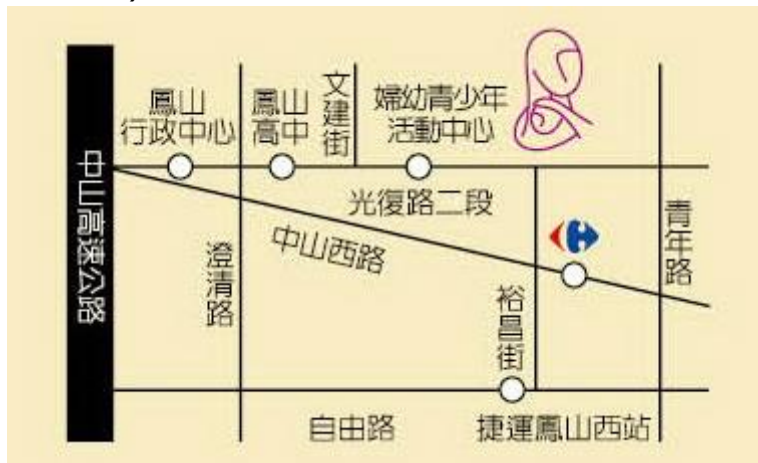 中山高速公路
鳳山
行政中心
鳳山
高中
文建街
婦幼青少年
活動中心
光復路二段
中山西路
澄清路
青年路
裕昌街
自由路
捷運鳳山西站